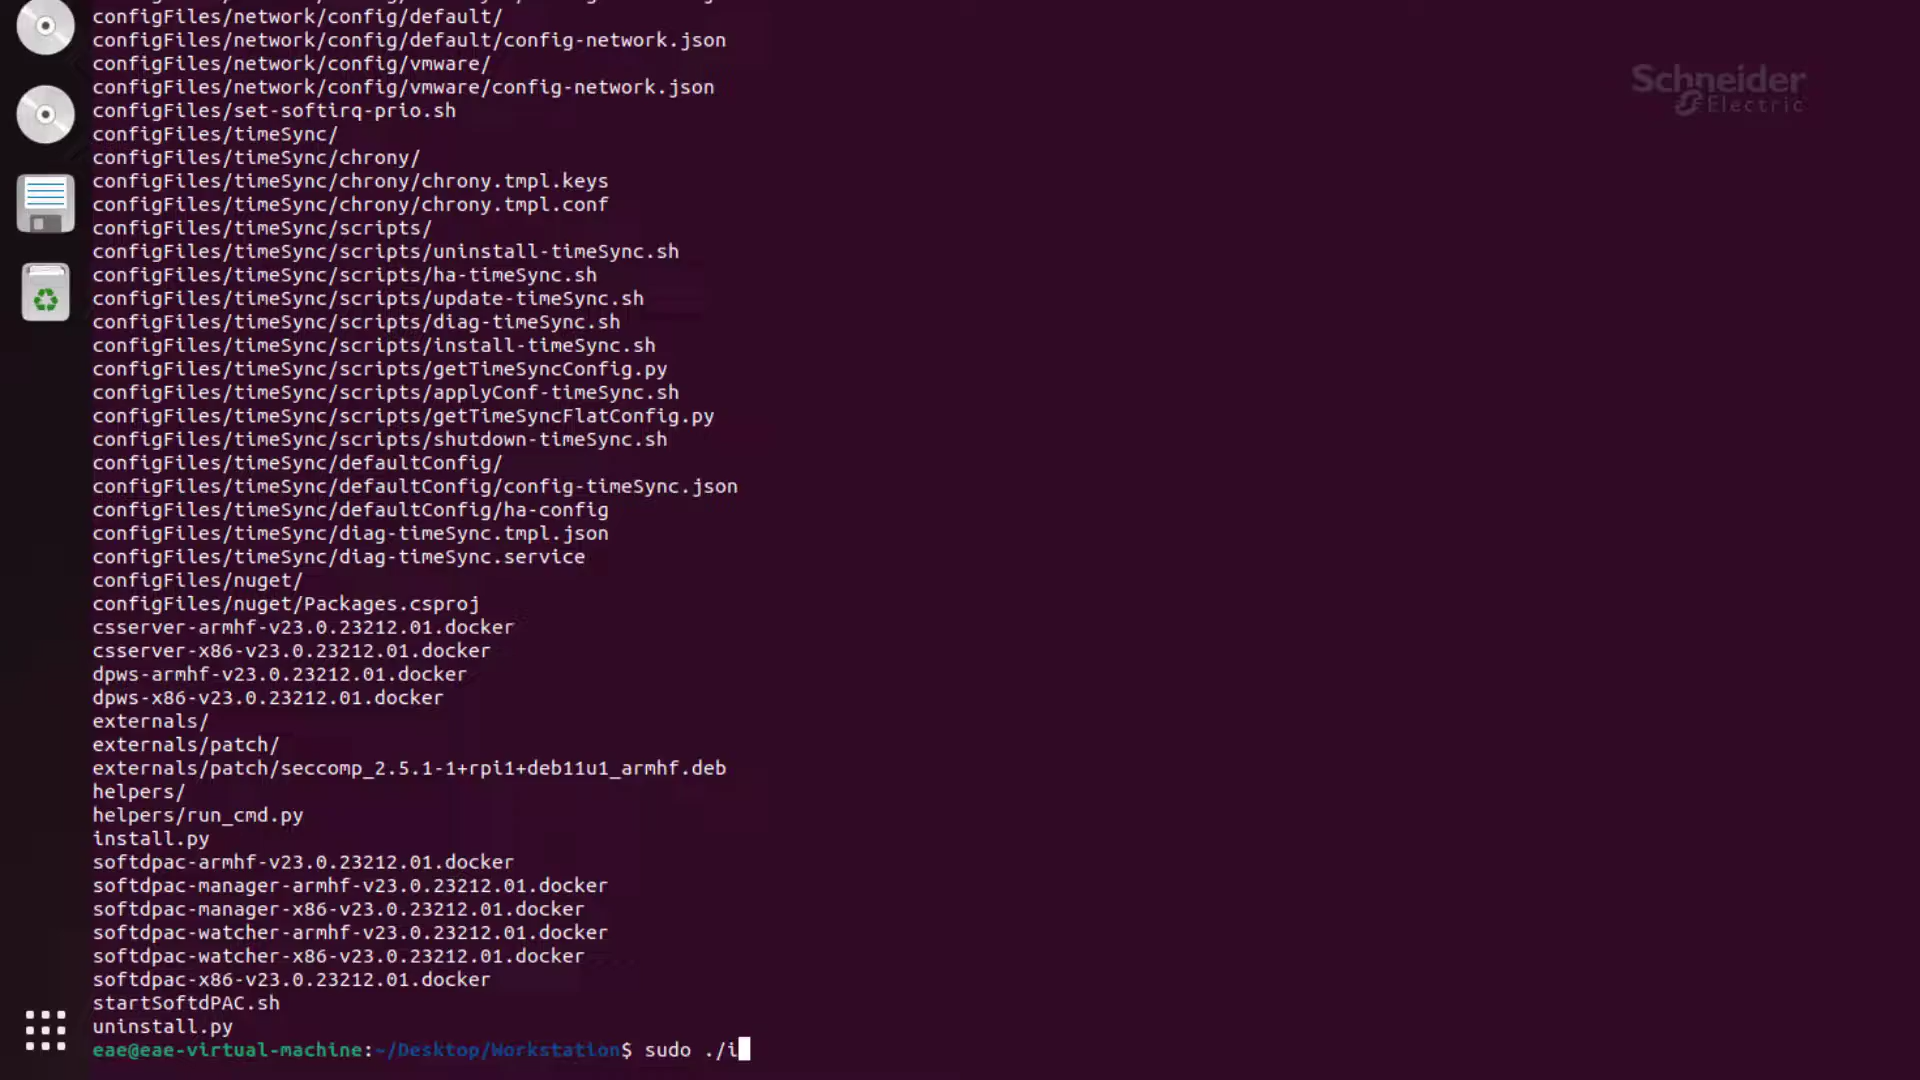 configFiles/network/config/default/
configFiles/network/config/default/config-network.json
configFiles/network/config/vmware/
configFiles/network/config/vmware/config-network.json
configFiles/set-softirq-prio.sh
configFiles/timeSync/
configFiles/timeSync/chrony/
configFiles/timeSync/chrony/chrony.tmpl.keys
configFiles/timeSync/chrony/chrony.tmpl.conf
configFiles/timeSync/scripts/
configFiles/timeSync/scripts/uninstall-timeSync.sh
configFiles/timeSync/scripts/ha-timeSync.sh
configFiles/timeSync/scripts/update-timeSync.sh
configFiles/timeSync/scripts/diag-timeSync.sh
configFiles/timeSync/scripts/install-timeSync.sh
configFiles/timeSync/scripts/getTimeSyncConfig.py
configFiles/timeSync/scripts/applyConf-timeSync.sh
configFiles/timeSync/scripts/getTimeSyncFlatConfig.py
configFiles/timeSync/scripts/shutdown-timeSync.sh
configFiles/timeSync/defaultConfig/
configFiles/timeSync/defaultConfig/config-timeSync.json
configFiles/timeSync/defaultConfig/ha-config
configFiles/timeSync/diag-timeSync.tmpl.json
configFiles/timeSync/diag-timeSync.service
configFiles/nuget/
configFiles/nuget/Packages.csproj
csserver-armhf-v23.0.23212.01.docker
csserver-x86-v23.0.23212.01.docker
dpws-armhf-v23.0.23212.01.docker
dpws-x86-v23.0.23212.01.docker
externals/
externals/patch/
externals/patch/seccomp_2.5.1-1+rpi1+deb11u1_armhf.deb
helpers/
helpers/run_cmd.py
install.py
softdpac-armhf-v23.0.23212.01.docker
softdpac-manager-armhf-v23.0.23212.01.docker
softdpac-manager-x86-v23.0.23212.01.docker
softdpac-watcher-armhf-v23.0.23212.01.docker
softdpac-watcher-x86-v23.0.23212.01.docker
softdpac-x86-v23.0.23212.01.docker
startSoftdPAC.sh
uninstall.py
eae@eae-virtual-machine:~/Desktop/Workstation$ sudo ./i
Schneider
Electric